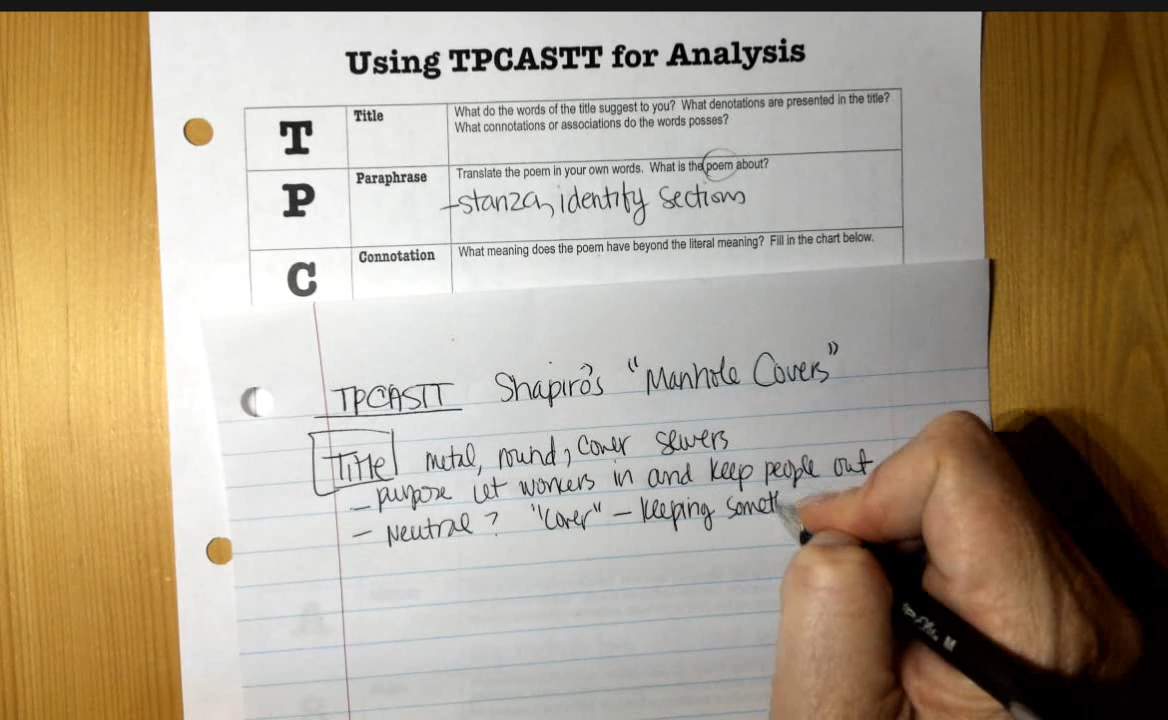 Using TPCASTT for Analysis
T
Title
What do the words of the title suggest to you? What denotations are presented in the title?
What connotations or associations do the words posses?
P
Paraphrase
Translate the poem in your own words. What is the poem about?
-stanza, identify sections
C
Connotation
What meaning does the poem have beyond the literal meaning? Fill in the chart below.
TPCASTT Shapiro's "Manhole Covers"
Title metal, round, cover sewers
- purpose let workers in and keep people out
- Neutral? "Cover" - keeping someth